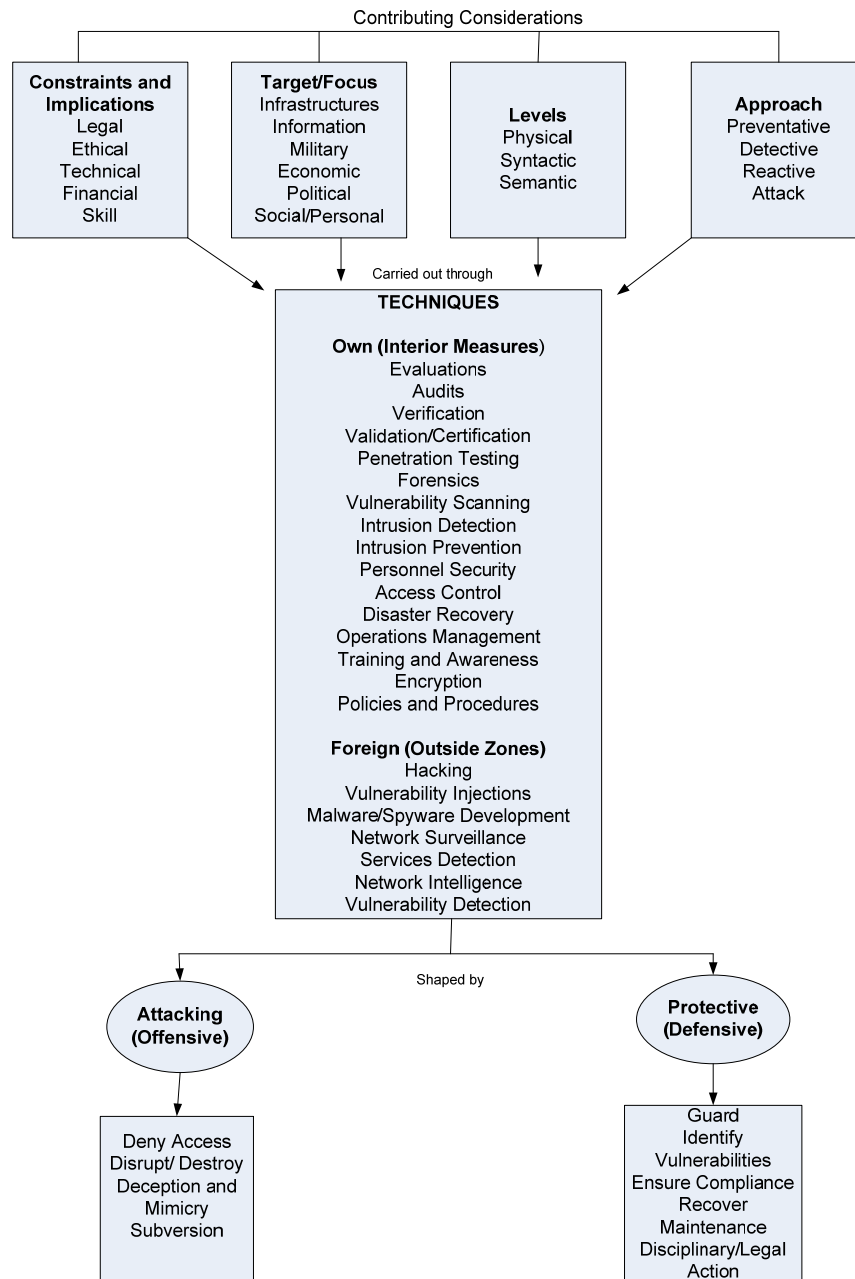 Contributing Considerations
Constraints and
Implications
Legal
Ethical
Technical
Financial
Skill
Target/Focus
Infrastructures
Information
Military
Economic
Political
Social/Personal
Levels
Physical
Syntactic
Semantic
Approach
Preventative
Detective
Reactive
Attack
Carried out through
TECHNIQUES
Own (Interior Measures)
Evaluations
Audits
Verification
Validation/Certification
Penetration Testing
Forensics
Vulnerability Scanning
Intrusion Detection
Intrusion Prevention
Personnel Security
Access Control
Disaster Recovery
Operations Management
Training and Awareness
Encryption
Policies and Procedures
Foreign (Outside Zones)
Hacking
Vulnerability Injections
Malware/Spyware Development
Network Surveillance
Services Detection
Network Intelligence
Vulnerability Detection
Shaped by
Attacking
(Offensive)
Protective
(Defensive)
Deny Access
Disrupt/ Destroy
Deception and
Mimicry
Subversion
Guard
Identify
Vulnerabilities
Ensure Compliance
Recover
Maintenance
Disciplinary/Legal
Action